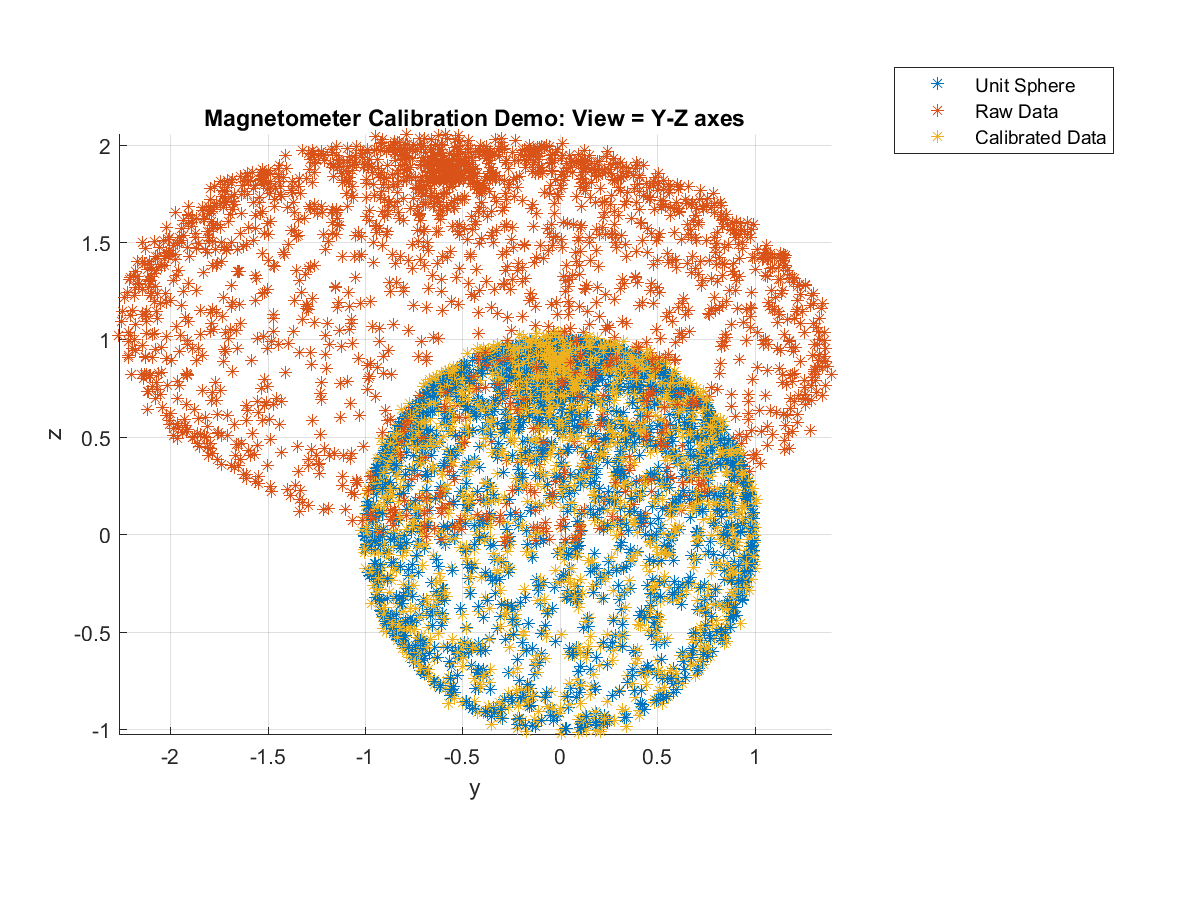 Magnetometer Calibration Demo: View = Y-Z axes
Unit Sphere
Raw Data
Calibrated Data
2
1.5
1
0.5
0
-0.5
-1
z
-2
-1.5
-1
-0.5
0
0.5
1
y